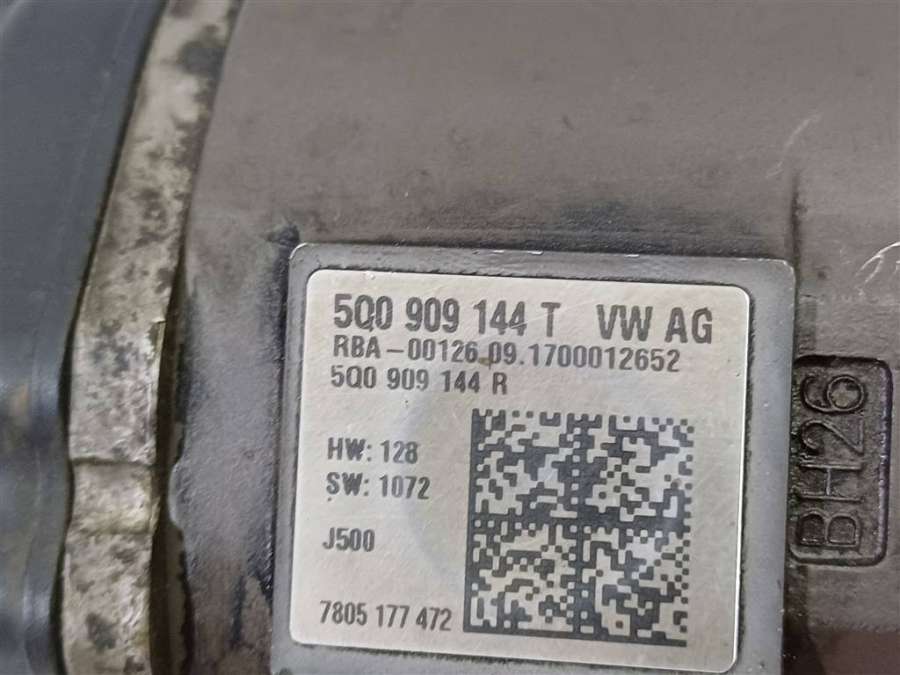 5Q0 909 144 T VW AG
RBA-00126 09.1700012652
5Q0 909 144 R
HW: 128
SW: 1072
J500
7805 177 472
BH26